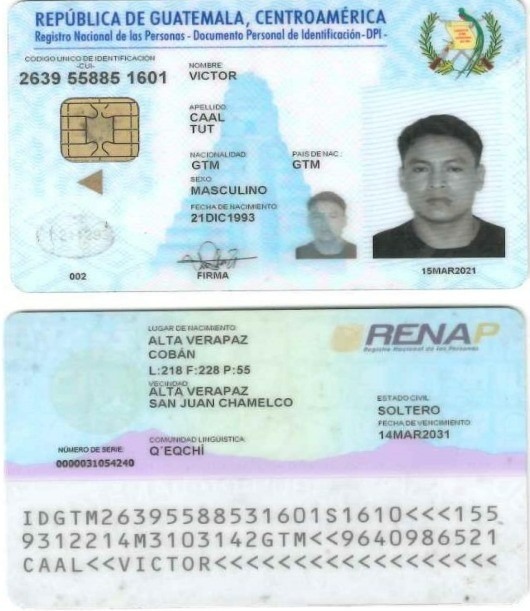 REPÚBLICA DE GUATEMALA, CENTROAMÉRICA
Registro Nacional de las Personas - Documento Personal de Identificación -DPI -
CODIGO UNICO DE IDENTIFICACIÓN
-CUI-
2639 55885 1601
NOMBRE
VICTOR
APELLIDO
CAAL
TUT
NACIONALIDAD
GTM
PAIS DE NAC.:
GTM
SEXO
MASCULINO
FECHA DE NACIMIENTO
21DIC1993
FIRMA
002
15MAR2021
LUGAR DE NACIMIENTO:
ALTA VERAPAZ
COBÁN
L:218 F:228 P:55
VECINDAD
ALTA VERAPAZ
SAN JUAN CHAMELCO
COMUNIDAD LINGÜISTICA
Q´EQCHÍ
NÚMERO DE SERIE:
0000031054240
RENAP
Registro Nacional de las Personas
ESTADO CIVIL
SOLTERO
FECHA DE VENCIMIENTO
14MAR2031
IDGTM26395588531601S1610<<<155
9312214M3103142GTM<<9640986521
CAAL<<VICTOR<<<<<<<<<<<<<<<<<<